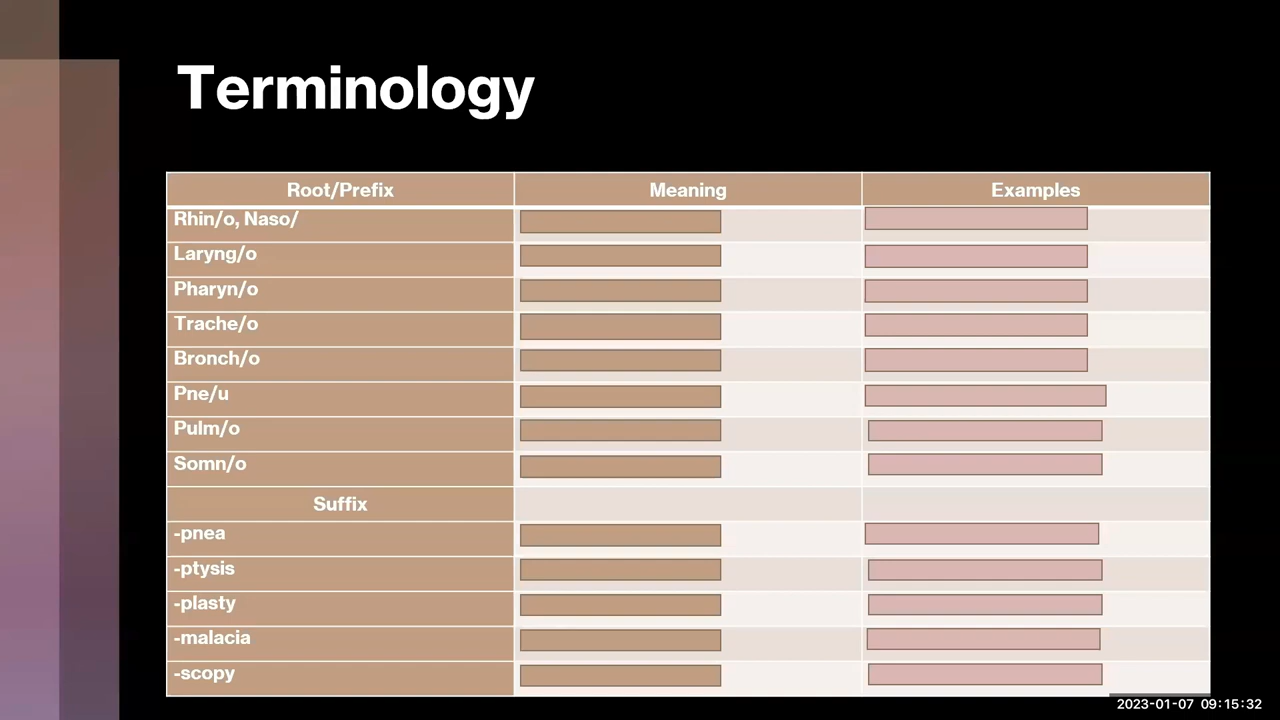 Terminology
Root/Prefix Meaning Examples
Rhin/o, Naso/
Laryng/o
Pharyn/o
Trache/o
Bronch/o
Pne/u
Pulm/o
Somn/o
Suffix
-pnea
-ptysis
-plasty
-malacia
-scopy
2023-01-07 09:15:32